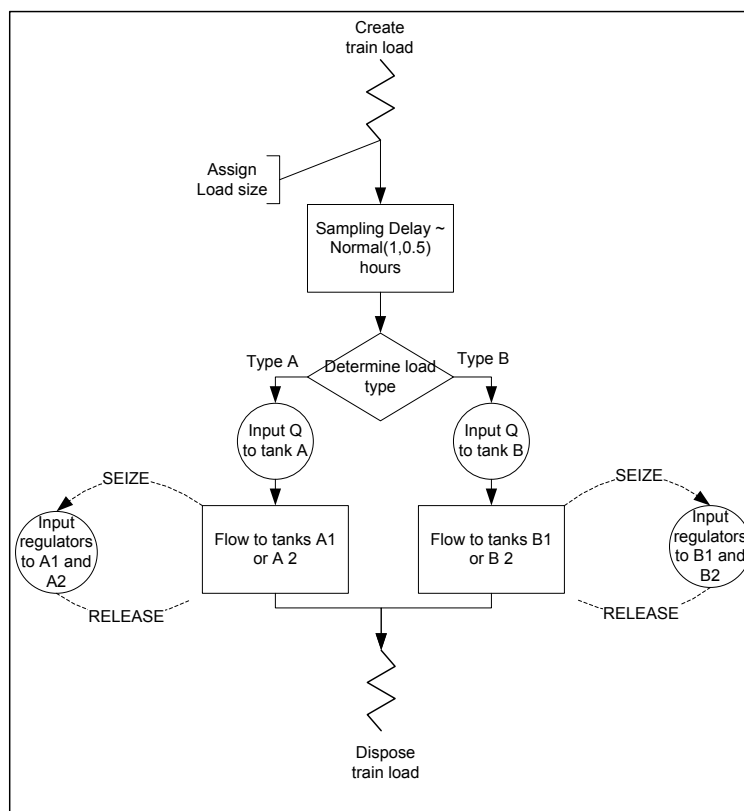 Create
train load
Assign
Load size
Sampling Delay ~
Normal(1,0.5)
hours
Type A
Type B
Determine load
type
Input Q
to tank A
Input Q
to tank B
SEIZE
SEIZE
Input
regulators
to A1 and
A2
Flow to tanks A1
or A 2
Flow to tanks B1
or B 2
Input
regulators
to B1 and
B2
RELEASE
RELEASE
Dispose
train load